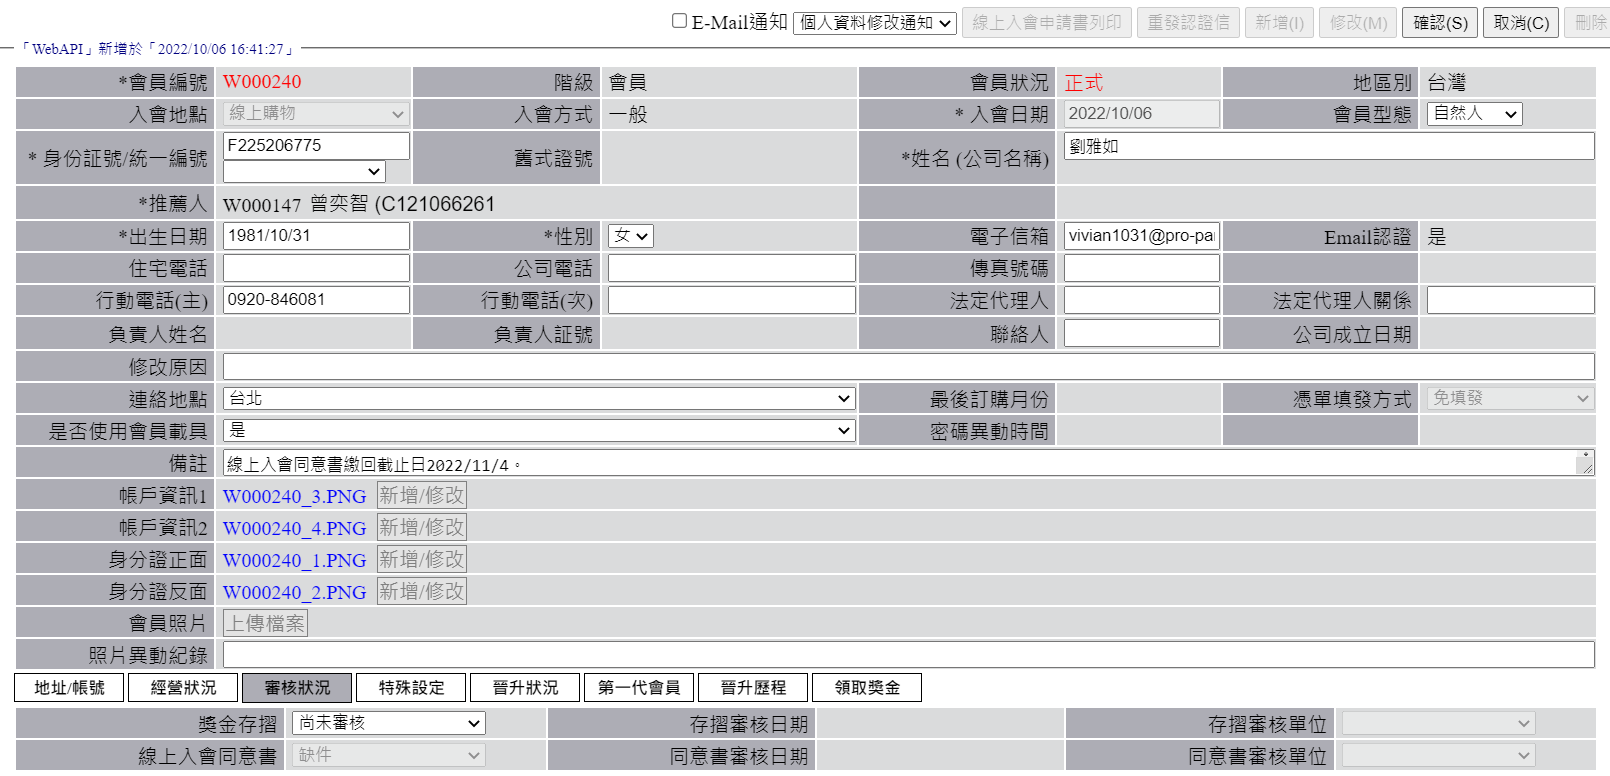 E-Mail通知 個人資料修改通知 線上入會申請書列印 重發認證信 新增(I) 修改(M) 確認(S) 取消(C) 刪除
「WebAPI」新增於「2022/10/06 16:41:27」
*會員編號 W000240 階級 會員 會員狀況 正式 地區別 台灣
入會地點 線上購物 入會方式 一般 * 入會日期 2022/10/06 會員型態 自然人
* 身份証號/統一編號 F225206775 舊式證號 *姓名 (公司名稱) 劉雅如
*推薦人 W000147 曾奕智 (C121066261
*出生日期 1981/10/31 *性別 女 電子信箱 vivian1031@pro-pa Email認證 是
住宅電話 公司電話 傳真號碼
行動電話(主) 0920-846081 行動電話(次) 法定代理人 法定代理人關係
負責人姓名 負責人証號 聯絡人 公司成立日期
修改原因
連絡地點 台北 最後訂購月份 憑單填發方式 免填發
是否使用會員載具 是 密碼異動時間
備註 線上入會同意書繳回截止日2022/11/4。
帳戶資訊1 W000240_3.PNG 新增/修改
帳戶資訊2 W000240_4.PNG 新增/修改
身分證正面 W000240_1.PNG 新增/修改
身分證反面 W000240_2.PNG 新增/修改
會員照片 上傳檔案
照片異動紀錄
地址/帳號 經營狀況 審核狀況 特殊設定 晉升狀況 第一代會員 晉升歷程 領取獎金
獎金存摺 尚未審核 存摺審核日期 存摺審核單位
線上入會同意書 缺件 同意書審核日期 同意書審核單位